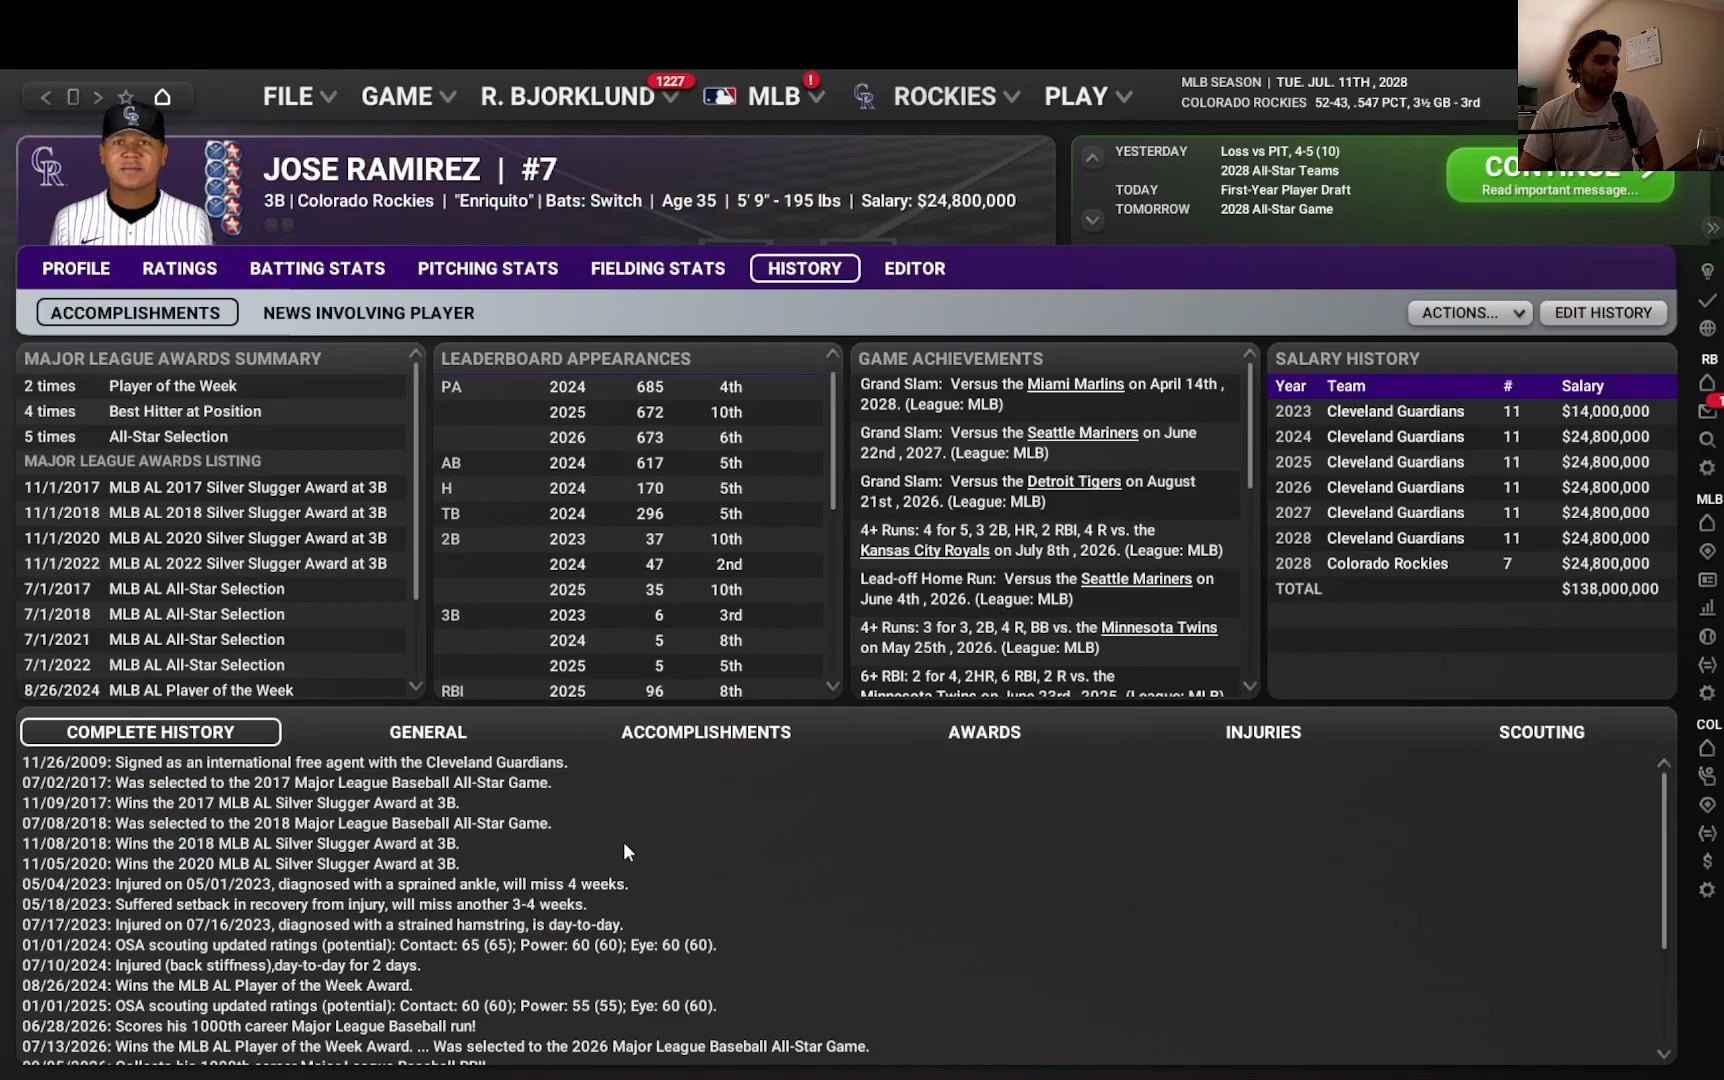 FILE GAME R. BJORKLUND 1227 MLB ! ROCKIES PLAY
MLB SEASON | TUE. JUL. 11TH , 2028
COLORADO ROCKIES 52-43, .547 PCT, 3½ GB - 3rd
JOSE RAMIREZ | #7
3B | Colorado Rockies | "Enriquito" | Bats: Switch | Age 35 | 5' 9" - 195 lbs | Salary: $24,800,000
YESTERDAY Loss vs PIT, 4-5 (10)
2028 All-Star Teams
TODAY First-Year Player Draft
TOMORROW 2028 All-Star Game
Read important message...
PROFILE RATINGS BATTING STATS PITCHING STATS FIELDING STATS HISTORY EDITOR
ACCOMPLISHMENTS NEWS INVOLVING PLAYER ACTIONS... EDIT HISTORY
MAJOR LEAGUE AWARDS SUMMARY
2 times Player of the Week
4 times Best Hitter at Position
5 times All-Star Selection
MAJOR LEAGUE AWARDS LISTING
11/1/2017 MLB AL 2017 Silver Slugger Award at 3B
11/1/2018 MLB AL 2018 Silver Slugger Award at 3B
11/1/2020 MLB AL 2020 Silver Slugger Award at 3B
11/1/2022 MLB AL 2022 Silver Slugger Award at 3B
7/1/2017 MLB All-Star Selection
7/1/2018 MLB All-Star Selection
7/1/2021 MLB All-Star Selection
7/1/2022 MLB All-Star Selection
8/26/2024 MLB AL Player of the Week
LEADERBOARD APPEARANCES
PA 2024 685 4th
2025 672 10th
2026 673 6th
AB 2024 617 5th
H 2024 170 5th
TB 2024 296 5th
2B 2023 37 10th
2024 47 2nd
2025 35 10th
3B 2023 6 3rd
2024 5 8th
2025 5 5th
RBI 2025 96 8th
GAME ACHIEVEMENTS
Grand Slam: Versus the Miami Marlins on April 14th ,
2028. (League: MLB)
Grand Slam: Versus the Seattle Mariners on June
22nd , 2027. (League: MLB)
Grand Slam: Versus the Detroit Tigers on August
21st , 2026. (League: MLB)
4+ Runs: 4 for 5, 3 2B, HR, 2 RBI, 4 R vs. the
Kansas City Royals on July 8th , 2026. (League: MLB)
Lead-off Home Run: Versus the Seattle Mariners on
June 4th , 2026. (League: MLB)
4+ Runs: 3 for 3, 2B, 4 R, BB vs. the Minnesota Twins
on May 25th , 2026. (League: MLB)
6+ RBI: 2 for 4, 2HR, 6 RBI, 2 R vs. the
Minnesota Twins on June 23rd , 2025. (League: MLB)
SALARY HISTORY
Year Team # Salary
2023 Cleveland Guardians 11 $14,000,000
2024 Cleveland Guardians 11 $24,800,000
2025 Cleveland Guardians 11 $24,800,000
2026 Cleveland Guardians 11 $24,800,000
2027 Cleveland Guardians 11 $24,800,000
2028 Cleveland Guardians 11 $24,800,000
2028 Colorado Rockies 7 $24,800,000
TOTAL $138,000,000
RB
MLB
COL
COMPLETE HISTORY GENERAL ACCOMPLISHMENTS AWARDS INJURIES SCOUTING
11/26/2009: Signed as an international free agent with the Cleveland Guardians.
07/02/2017: Was selected to the 2017 Major League Baseball All-Star Game.
11/09/2017: Wins the 2017 MLB AL Silver Slugger Award at 3B.
07/08/2018: Was selected to the 2018 Major League Baseball All-Star Game.
11/08/2018: Wins the 2018 MLB AL Silver Slugger Award at 3B.
11/05/2020: Wins the 2020 MLB AL Silver Slugger Award at 3B.
05/04/2023: Injured on 05/01/2023, diagnosed with a sprained ankle, will miss 4 weeks.
05/18/2023: Suffered setback in recovery from injury, will miss another 3-4 weeks.
07/17/2023: Injured on 07/16/2023, diagnosed with a strained hamstring, is day-to-day.
01/01/2024: OSA scouting updated ratings (potential): Contact: 65 (65); Power: 60 (60); Eye: 60 (60).
07/10/2024: Injured (back stiffness),day-to-day for 2 days.
08/26/2024: Wins the MLB AL Player of the Week Award.
01/01/2025: OSA scouting updated ratings (potential): Contact: 60 (60); Power: 55 (55); Eye: 60 (60).
06/28/2026: Scores his 1000th career Major League Baseball run!
07/13/2026: Wins the MLB AL Player of the Week Award. ... Was selected to the 2026 Major League Baseball All-Star Game.